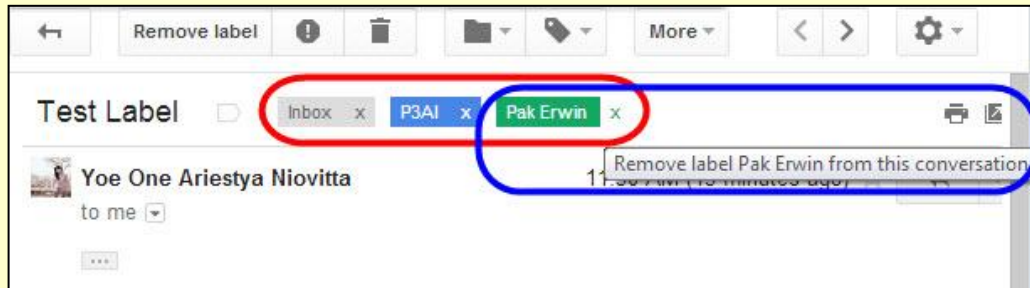 Remove label More
Test Label Inbox x P3AI x Pak Erwin x
Remove label Pak Erwin from this conversation
Yoe One Ariestya Niovitta
to me